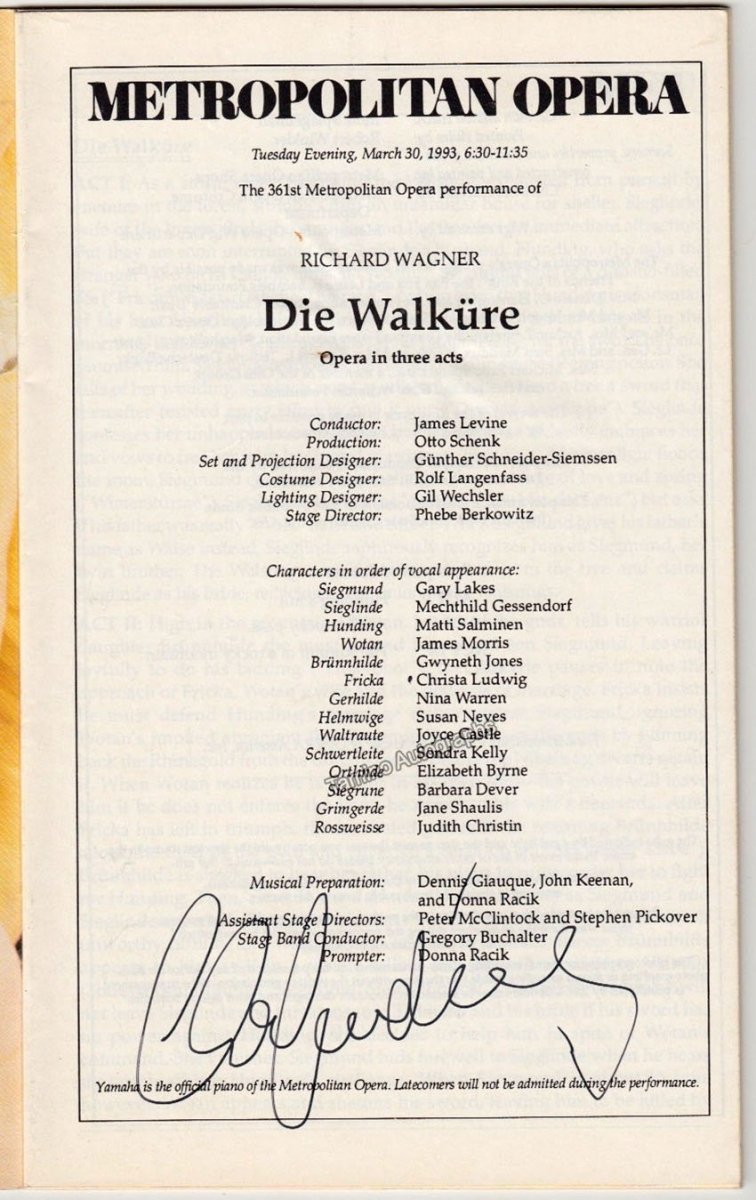 METROPOLITAN OPERA
Tuesday Evening, March 30, 1993, 6:30-11:35
The 361st Metropolitan Opera performance of
RICHARD WAGNER
Die Walküre
Opera in three acts
Conductor: James Levine
Production: Otto Schenk
Set and Projection Designer: Günther Schneider-Siemssen
Costume Designer: Rolf Langenfass
Lighting Designer: Gil Wechsler
Stage Director: Phebe Berkowitz
Characters in order of vocal appearance:
Siegmund Gary Lakes
Sieglinde Mechthild Gessendorf
Hunding Matti Salminen
Wotan James Morris
Brünnhilde Gwyneth Jones
Fricka Christa Ludwig
Gerhilde Nina Warren
Helmwige Susan Neves
Waltraute Joyce Castle
Schwertleite Sondra Kelly
Ortlinde Elizabeth Byrne
Siegrune Barbara Dever
Gringerde Jane Shaulis
Rossweisse Judith Christin
Tamino Autographs
Musical Preparation: Dennis Giauque, John Keenan,
and Donna Racik
Assistant Stage Directors: Peter McClintock and Stephen Pickover
Stage Band Conductor: Gregory Buchalter
Prompter: Donna Racik
Yamaha is the official piano of the Metropolitan Opera. Latecomers will not be admitted during the performance.